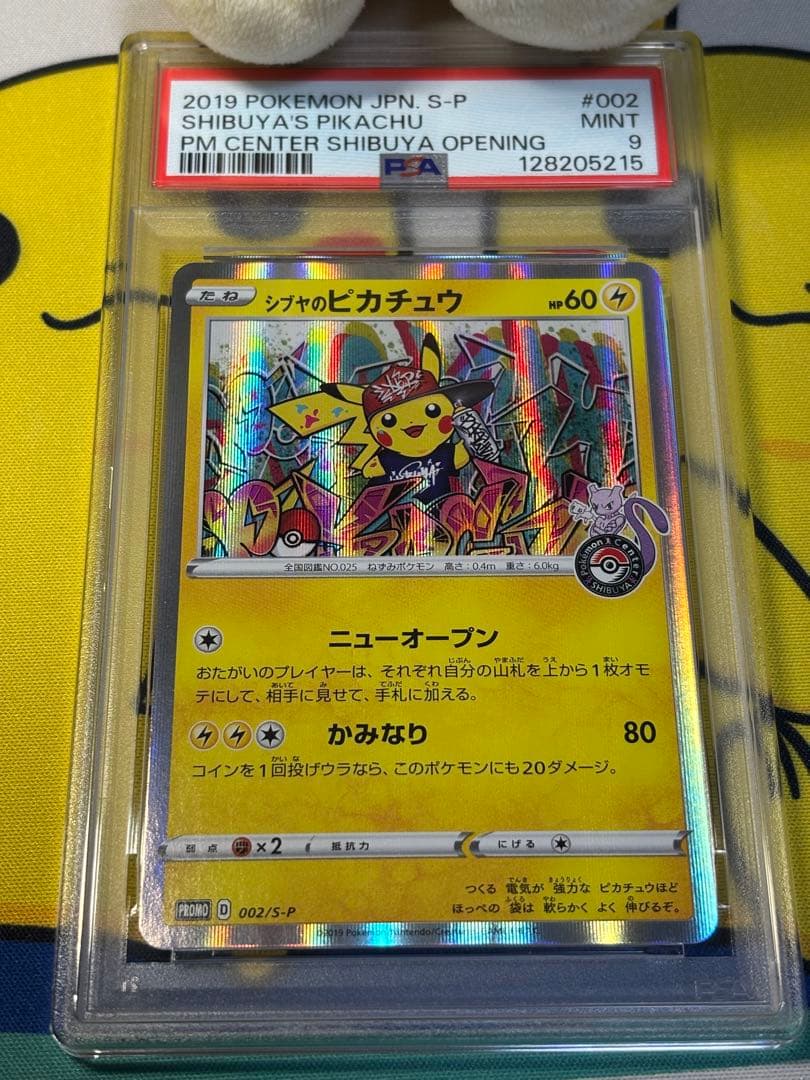 2019 POKEMON JPN. S-P #002
SHIBUYA'S PIKACHU MINT
PM CENTER SHIBUYA OPENING 9
PSA 128205215
たね シブヤのピカチュウ HP60
Pokémon Center
SHIBUYA
全国図鑑NO.025 ねずみポケモン 高さ:0.4m 重さ:6.0kg
ニューオープン
おたがいのプレイヤーは、それぞれ自分の山札を上から1枚オモ
テにして、相手に見せて、手札に加える。
かみなり 80
コインを1回投げウラなら、このポケモンにも20ダメージ。
弱点 ×2 抵抗力 にげる
つくる 電気が 強力な ピカチュウほど
ほっぺの 袋は 軟らかく よく 伸びるぞ。
PROMO D 002/S-P
©2019 Pokémon/Nintendo/Creatures